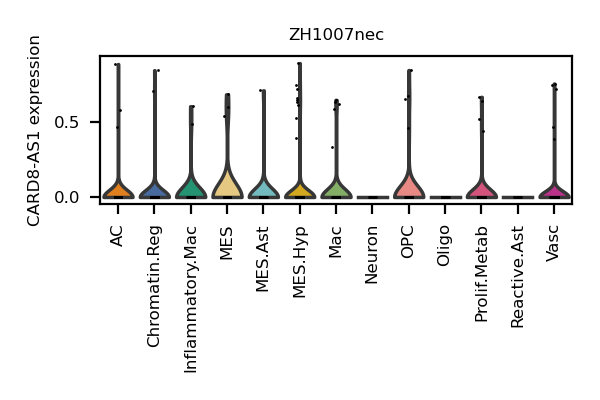 ZH1007nec
CARD8-AS1 expression
0.5
0.0
AC
Chromatin.Reg
Inflammatory.Mac
MES
MES.Ast
MES.Hyp
Mac
Neuron
OPC
Oligo
Prolif.Metab
Reactive.Ast
Vasc